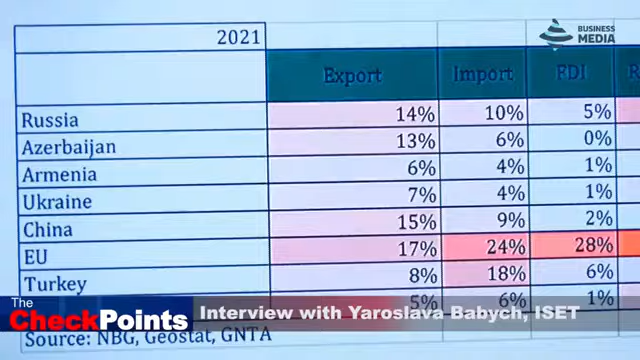 BUSINESS
MEDIA
2021
Export Import FDI
Russia 14% 10% 5%
Azerbaijan 13% 6% 0%
Armenia 6% 4% 1%
Ukraine 7% 4% 1%
China 15% 9% 2%
EU 17% 24% 28%
Turkey 8% 18% 6%
5% 6% 1%
The
CheckPoints
Interview with Yaroslava Babych, ISET
Source: NBG, Geostat, GNTA